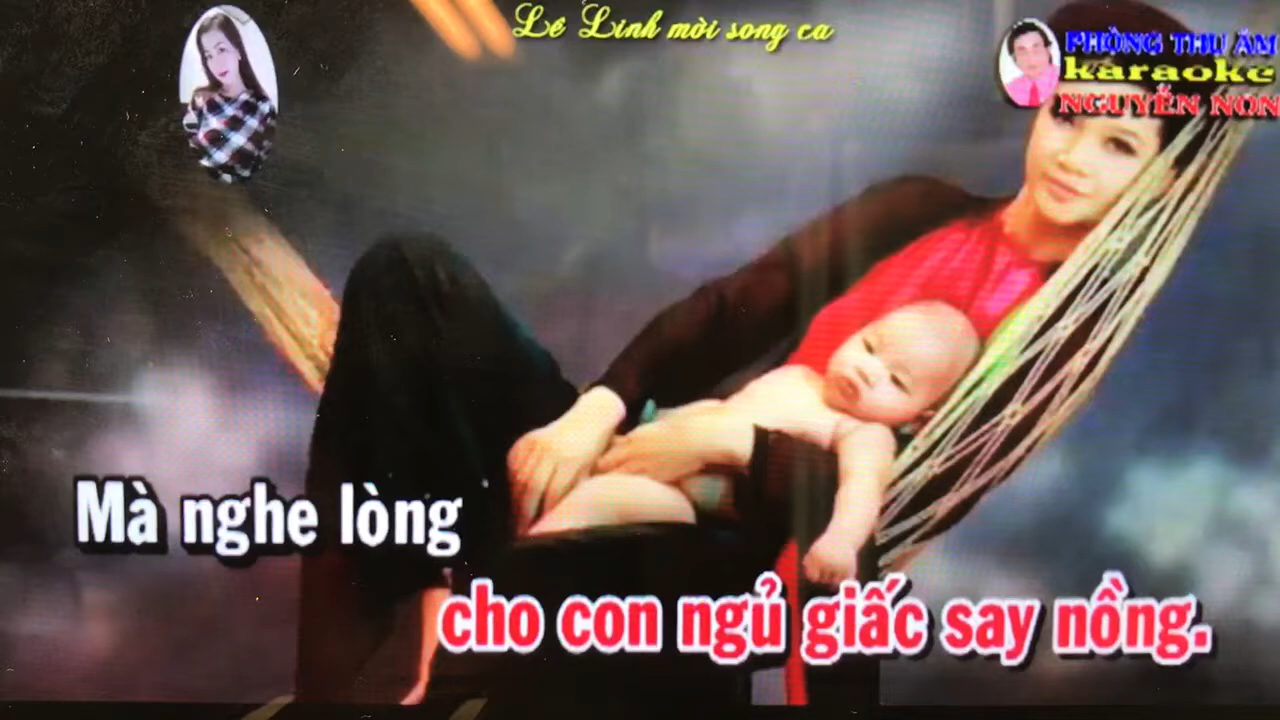 Lê Linh mời song ca
PHÒNG THU ÂM
karaoke
NGUYỄN NON
Mà nghe lòng
cho con ngủ giấc say nồng.